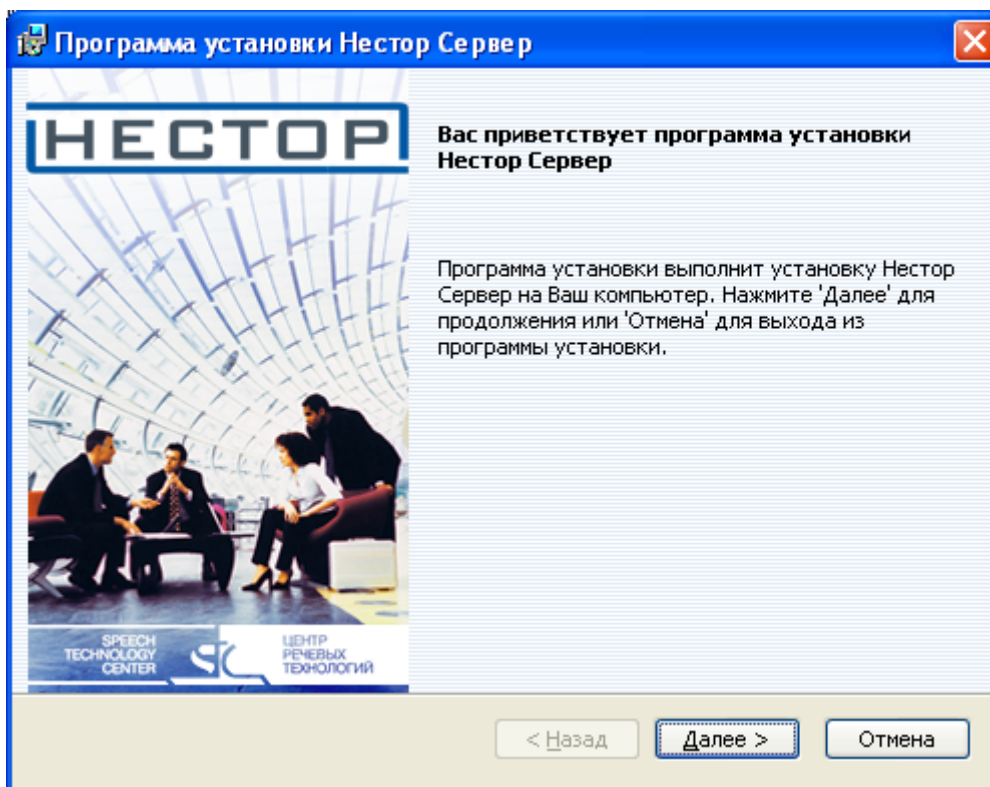 Программа установки Нестор Сервер
НЕСТОР
Вас приветствует программа установки
Нестор Сервер
Программа установки выполнит установку Нестор
Сервер на Ваш компьютер. Нажмите 'Далее' для
продолжения или 'Отмена' для выхода из
программы установки.
SPEECH
TECHNOLOGY
CENTER
ЦЕНТР
РЕЧЕВЫХ
ТЕХНОЛОГИЙ
< Назад
Далее >
Отмена